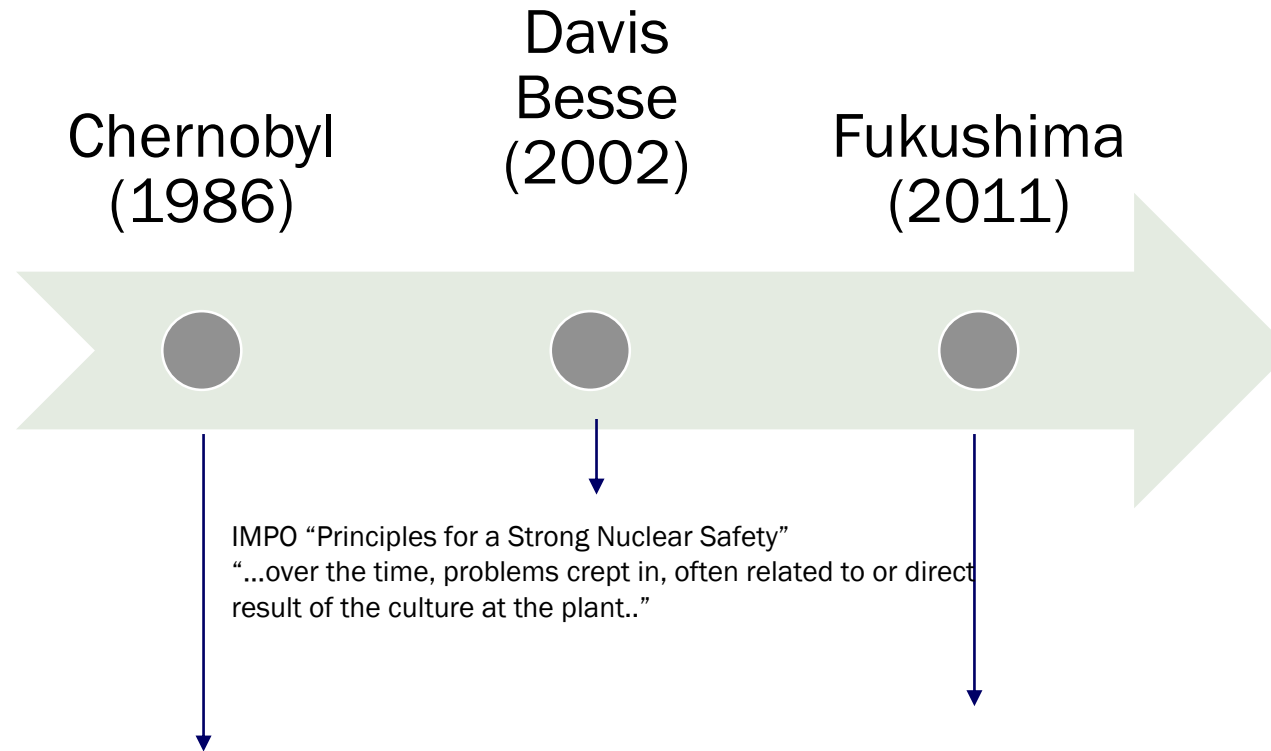 Chernobyl
(1986)
Davis
Besse
(2002)
Fukushima
(2011)
IMPO “Principles for a Strong Nuclear Safety”
“…over the time, problems crept in, often related to or direct
result of the culture at the plant..”